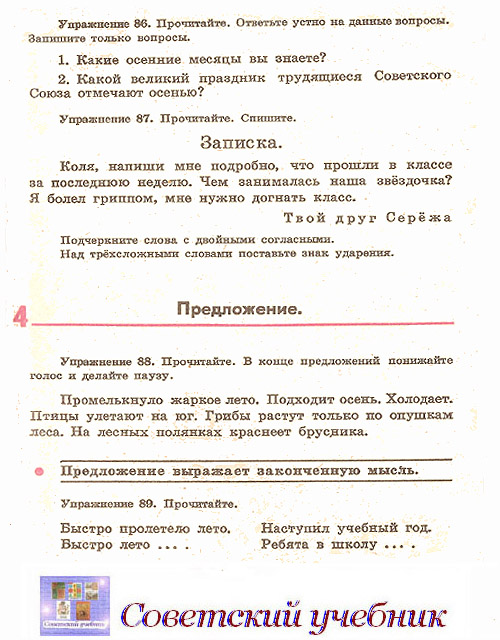 Упражнение 86. Прочитайте. Ответьте устно на данные вопросы.
Запишите только вопросы.
1. Какие осенние месяцы вы знаете?
2. Какой великий праздник трудящиеся Советского
Союза отмечают осенью?
Упражнение 87. Прочитайте. Спишите.
Записка.
Коля, напиши мне подробно, что прошли в классе
за последнюю неделю. Чем занималась наша звёздочка?
Я болел гриппом, мне нужно догнать класс.
Твой друг Серёжа
Подчеркните слова с двойными согласными.
Над трёхсложными словами поставьте знак ударения.
4
Предложение.
Упражнение 88. Прочитайте. В конце предложений понижайте
голос и делайте паузу.
Промелькнуло жаркое лето. Подходит осень. Холодает.
Птицы улетают на юг. Грибы растут только по опушкам
леса. На лесных полянках краснеет брусника.
Предложение выражает законченную мысль.
Упражнение 89. Прочитайте.
Быстро пролетело лето. Наступил учебный год.
Быстро лето .... Ребята в школу ....
Советский учебник
Советский учебник